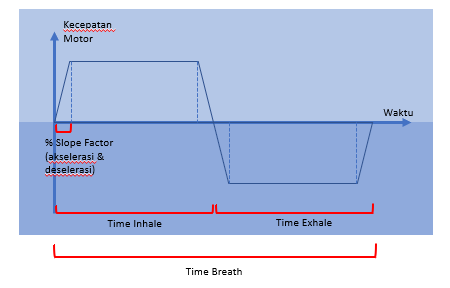 Kecepatan
Motor
Waktu
% Slope Factor
(akselerasi &
deselerasi)
Time Inhale
Time Exhale
Time Breath